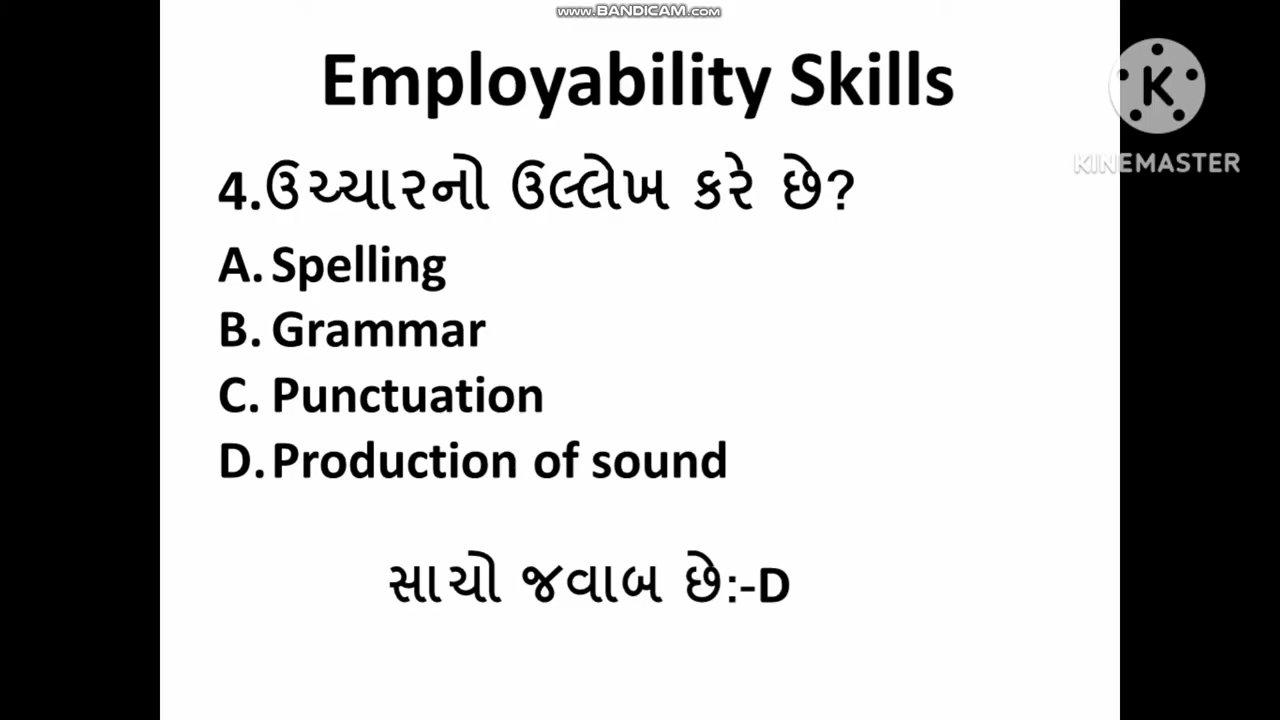 www.BANDICAM.com
Employability Skills
KINEMASTER
4.ઉચ્ચારનો ઉલ્લેખ કરે છે?
A. Spelling
B. Grammar
C. Punctuation
D. Production of sound
સાચો જવાબ છે:-D